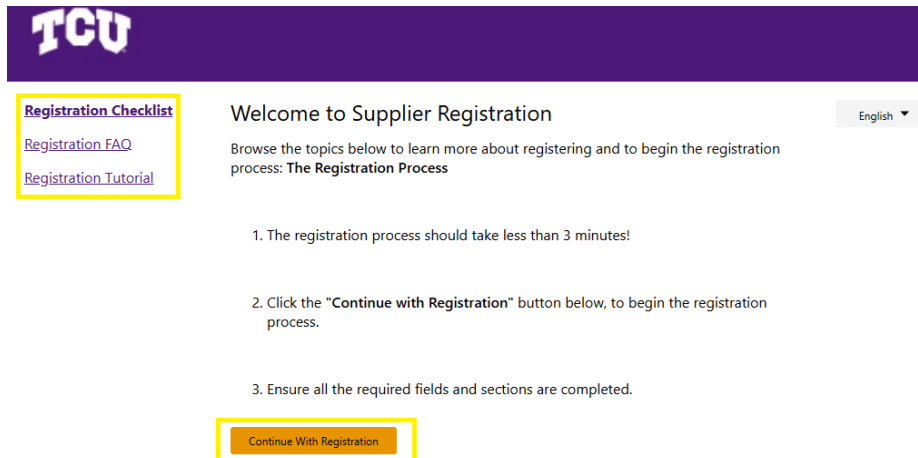 TCU
Registration Checklist
Registration FAQ
Registration Tutorial
Welcome to Supplier Registration
English
Browse the topics below to learn more about registering and to begin the registration
process: The Registration Process
1. The registration process should take less than 3 minutes!
2. Click the "Continue with Registration" button below, to begin the registration
process.
3. Ensure all the required fields and sections are completed.
Continue With Registration